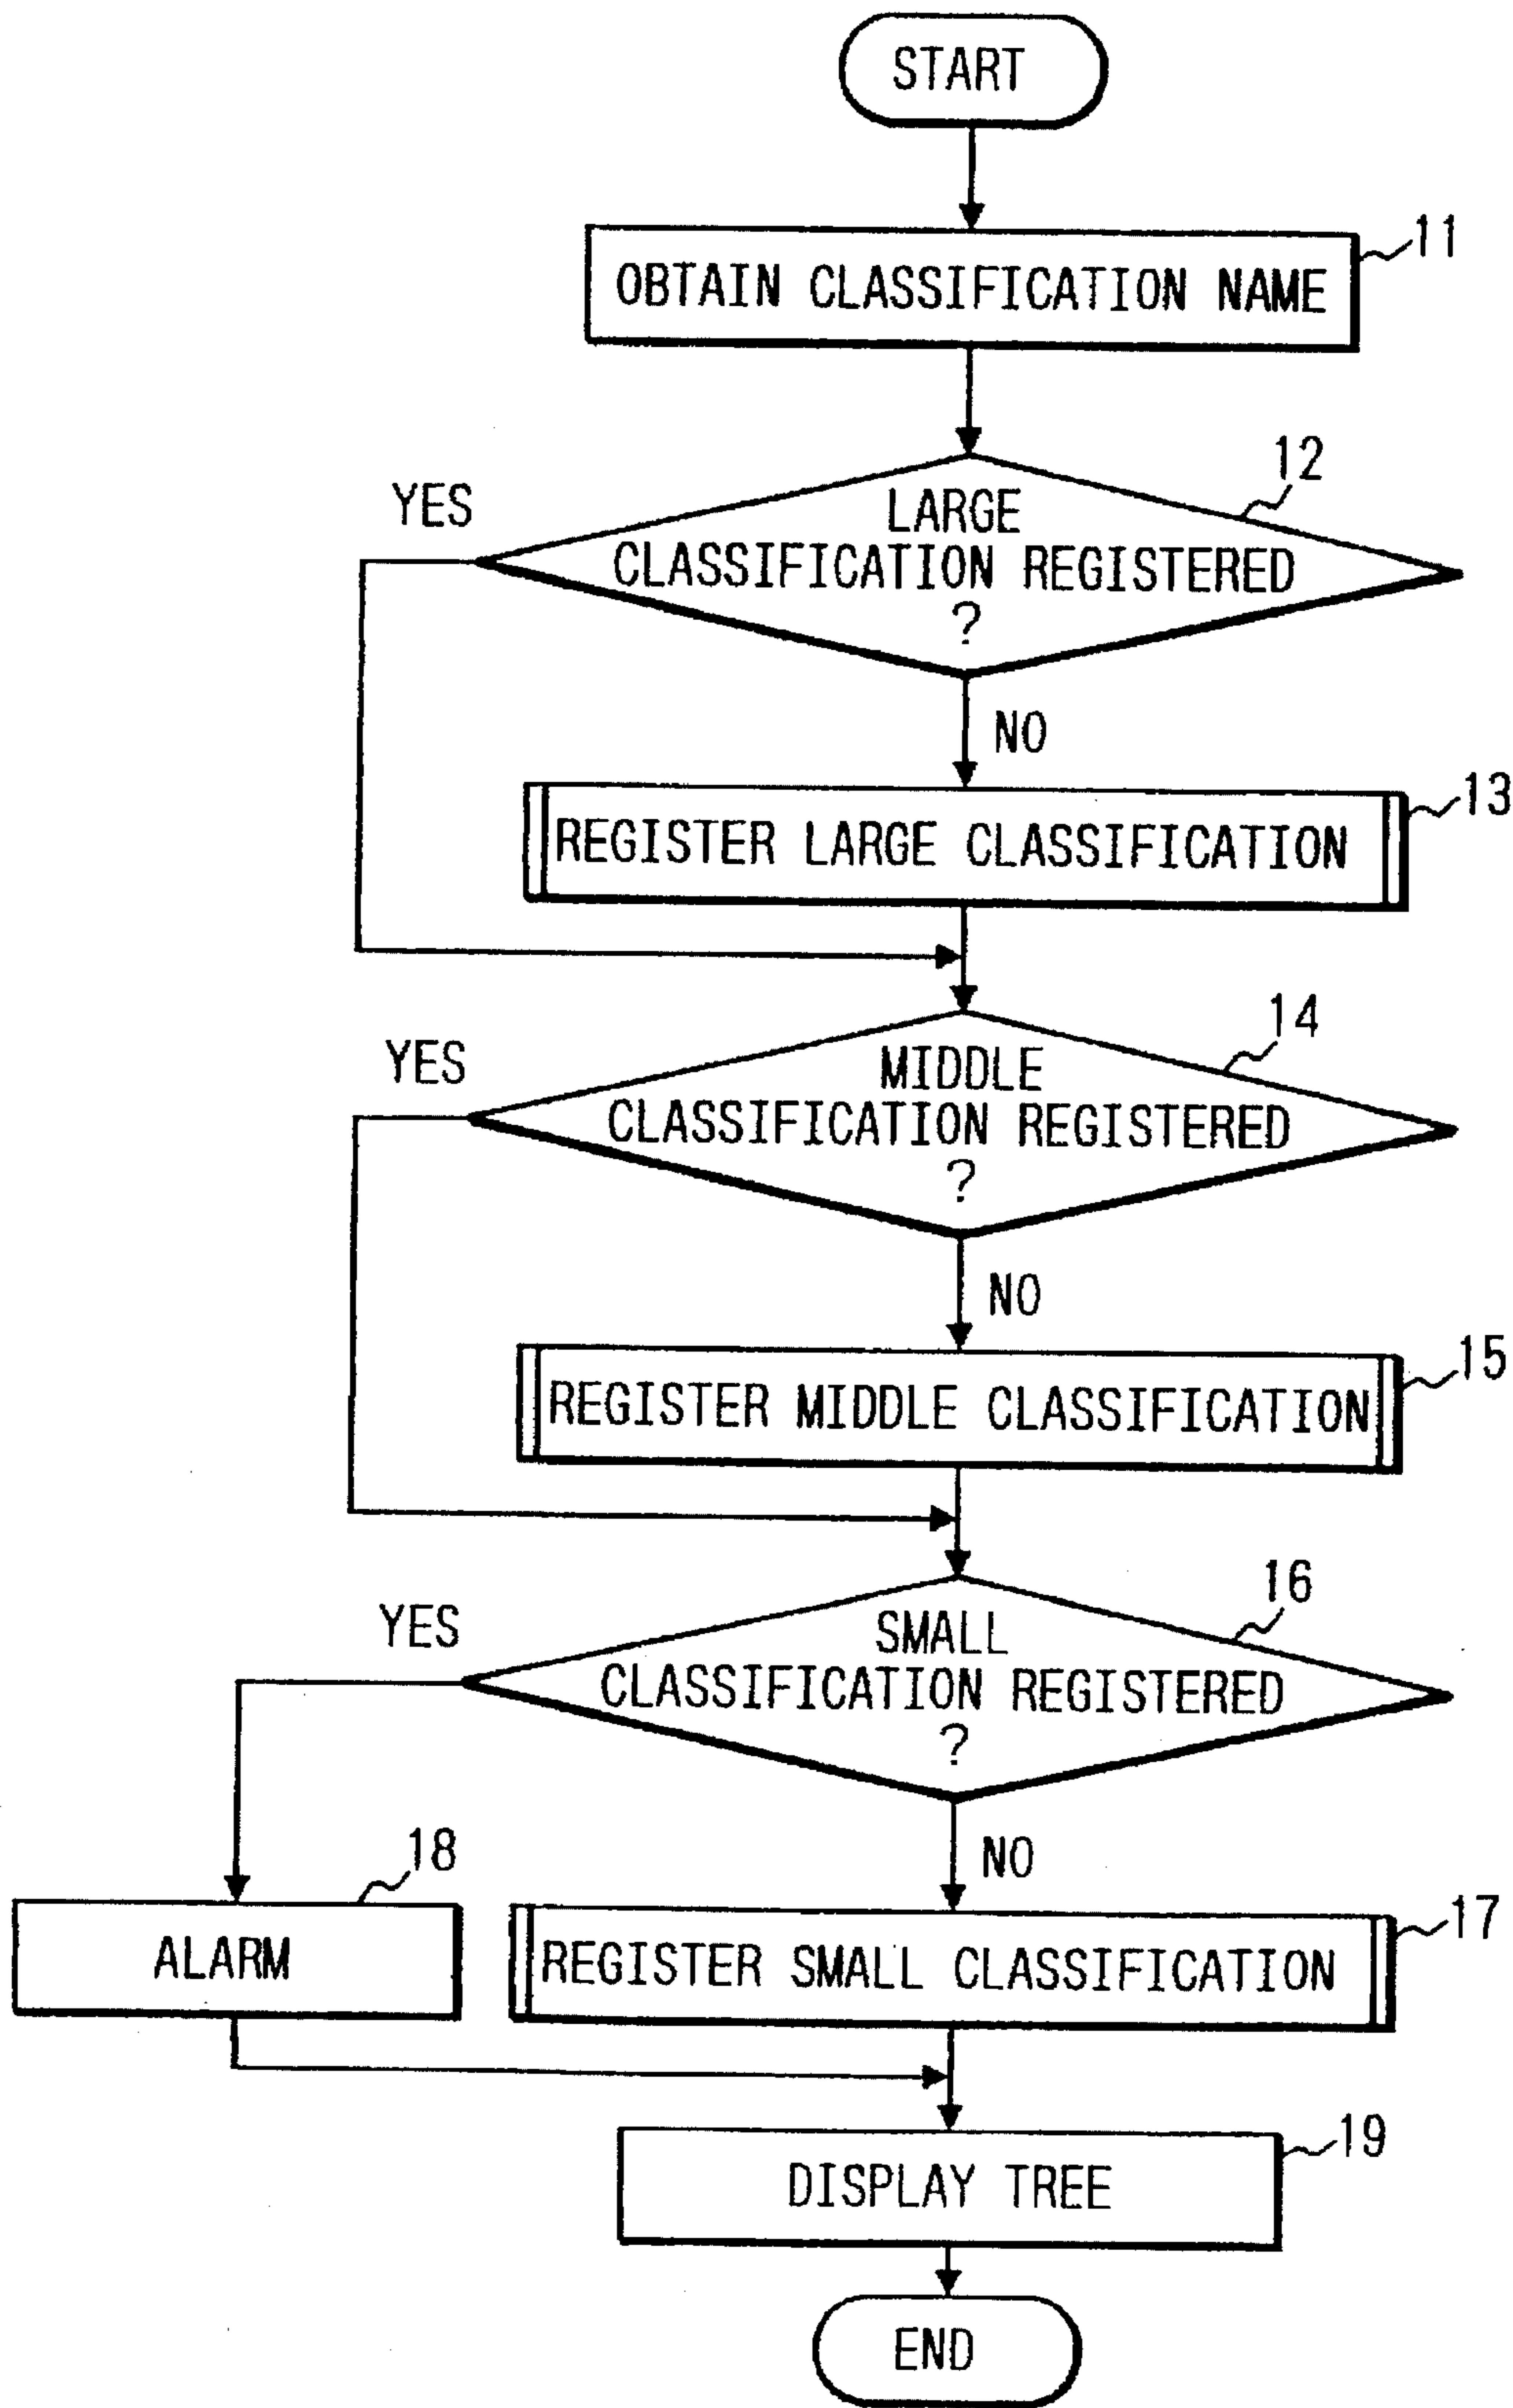 START
OBTAIN CLASSIFICATION NAME
11
12
YES
LARGE
CLASSIFICATION REGISTERED
?
NO
REGISTER LARGE CLASSIFICATION
13
14
YES
MIDDLE
CLASSIFICATION REGISTERED
?
NO
REGISTER MIDDLE CLASSIFICATION
15
16
YES
SMALL
CLASSIFICATION REGISTERED
?
NO
18
ALARM
REGISTER SMALL CLASSIFICATION
17
DISPLAY TREE
19
END